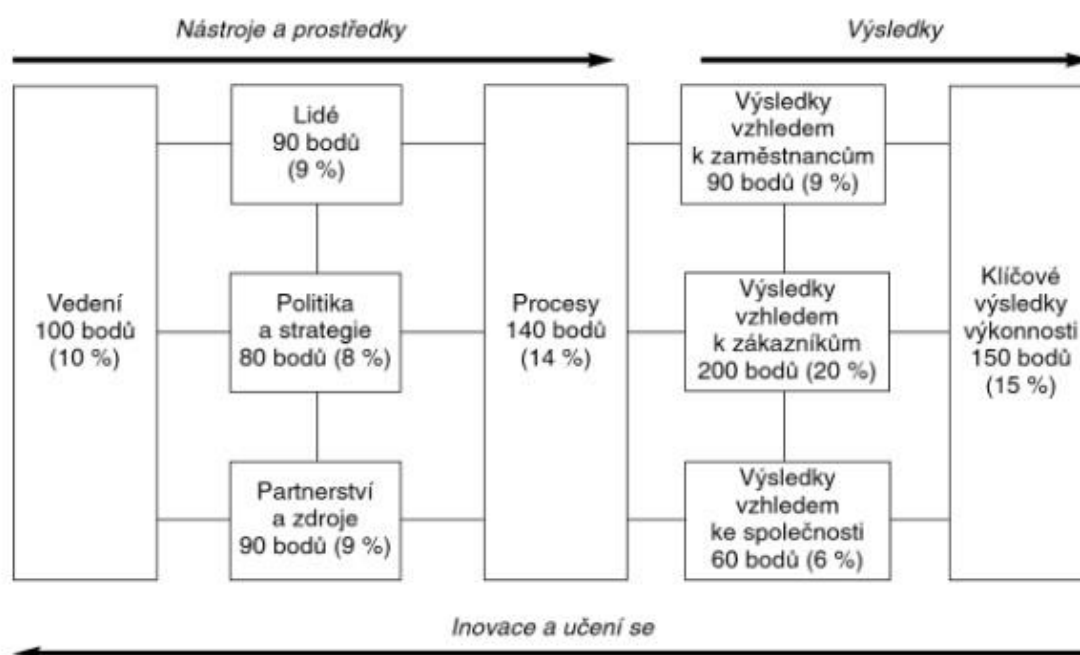 Nástroje a prostředky
Výsledky
Vedení
100 bodů
(10 %)
Lidé
90 bodů
(9 %)
Politika
a strategie
80 bodů (8 %)
Partnerství
a zdroje
90 bodů (9 %)
Procesy
140 bodů
(14 %)
Výsledky
vzhledem
k zaměstnancům
90 bodů (9 %)
Výsledky
vzhledem
k zákazníkům
200 bodů (20 %)
Výsledky
vzhledem
ke společnosti
60 bodů (6 %)
Klíčové
výsledky
výkonnosti
150 bodů
(15 %)
Inovace a učení se